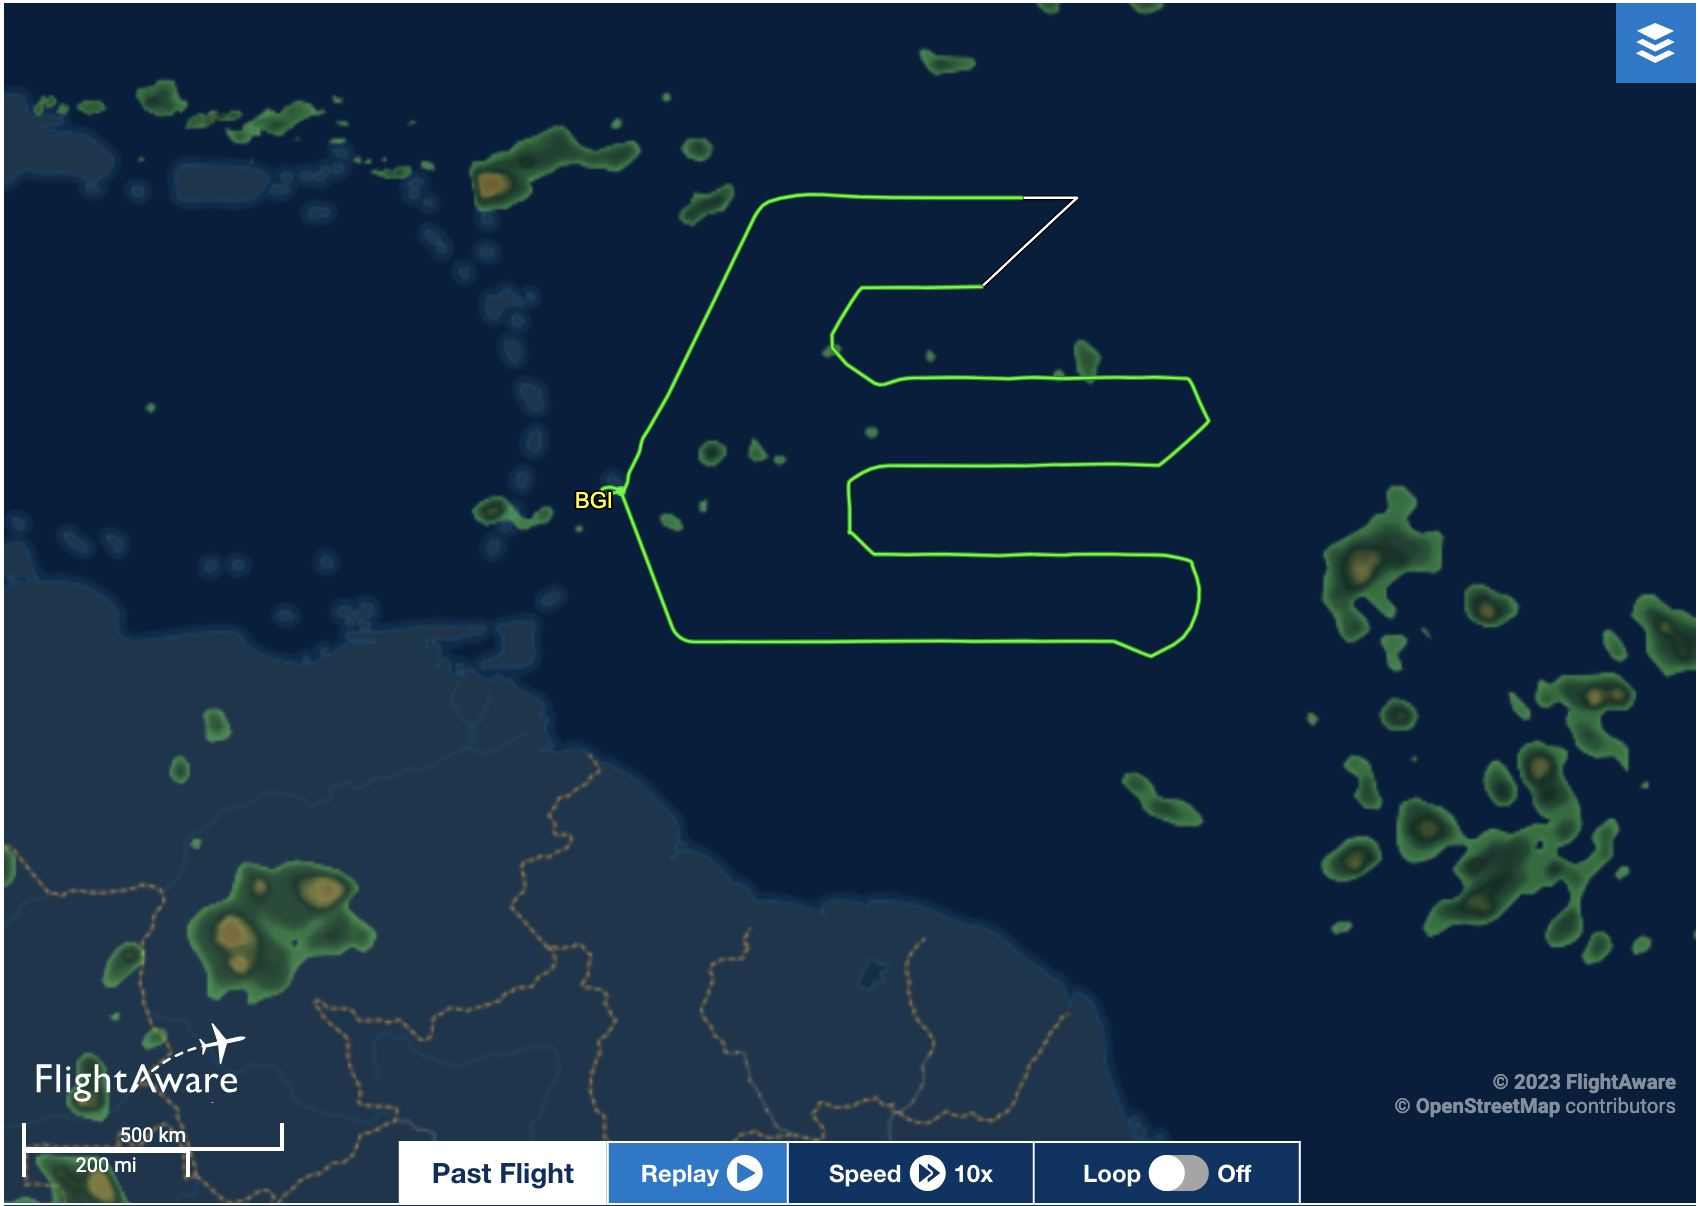 BGI
FlightAware
500 km
200 mi
© 2023 FlightAware
© OpenStreetMap contributors
Past Flight
Replay
Speed 10x
Loop Off